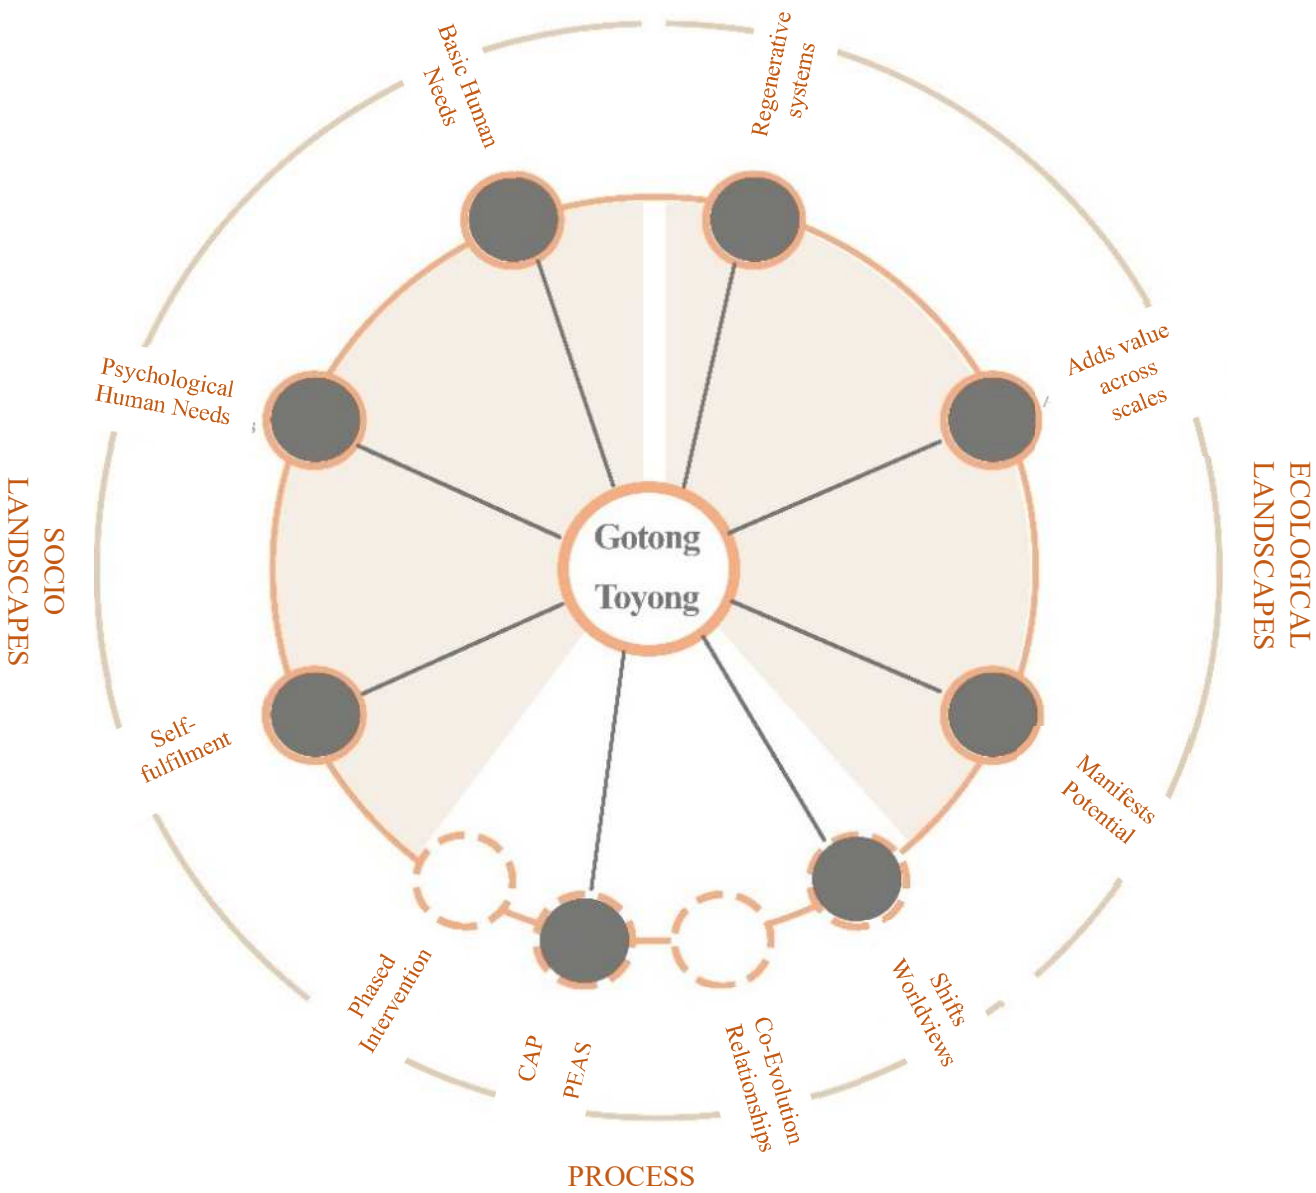 Basic Human
Needs
Regenerative
systems
Psychological
Human Needs
Adds value
across
scales
SOCIO
LANDSCAPES
Gotong
Toyong
ECOLOGICAL
LANDSCAPES
Self-
fulfilment
Manifests
Potential
Phased
Intervention
CAP
PEAS
Co-Evolution
Relationships
Shifts
Worldviews
PROCESS